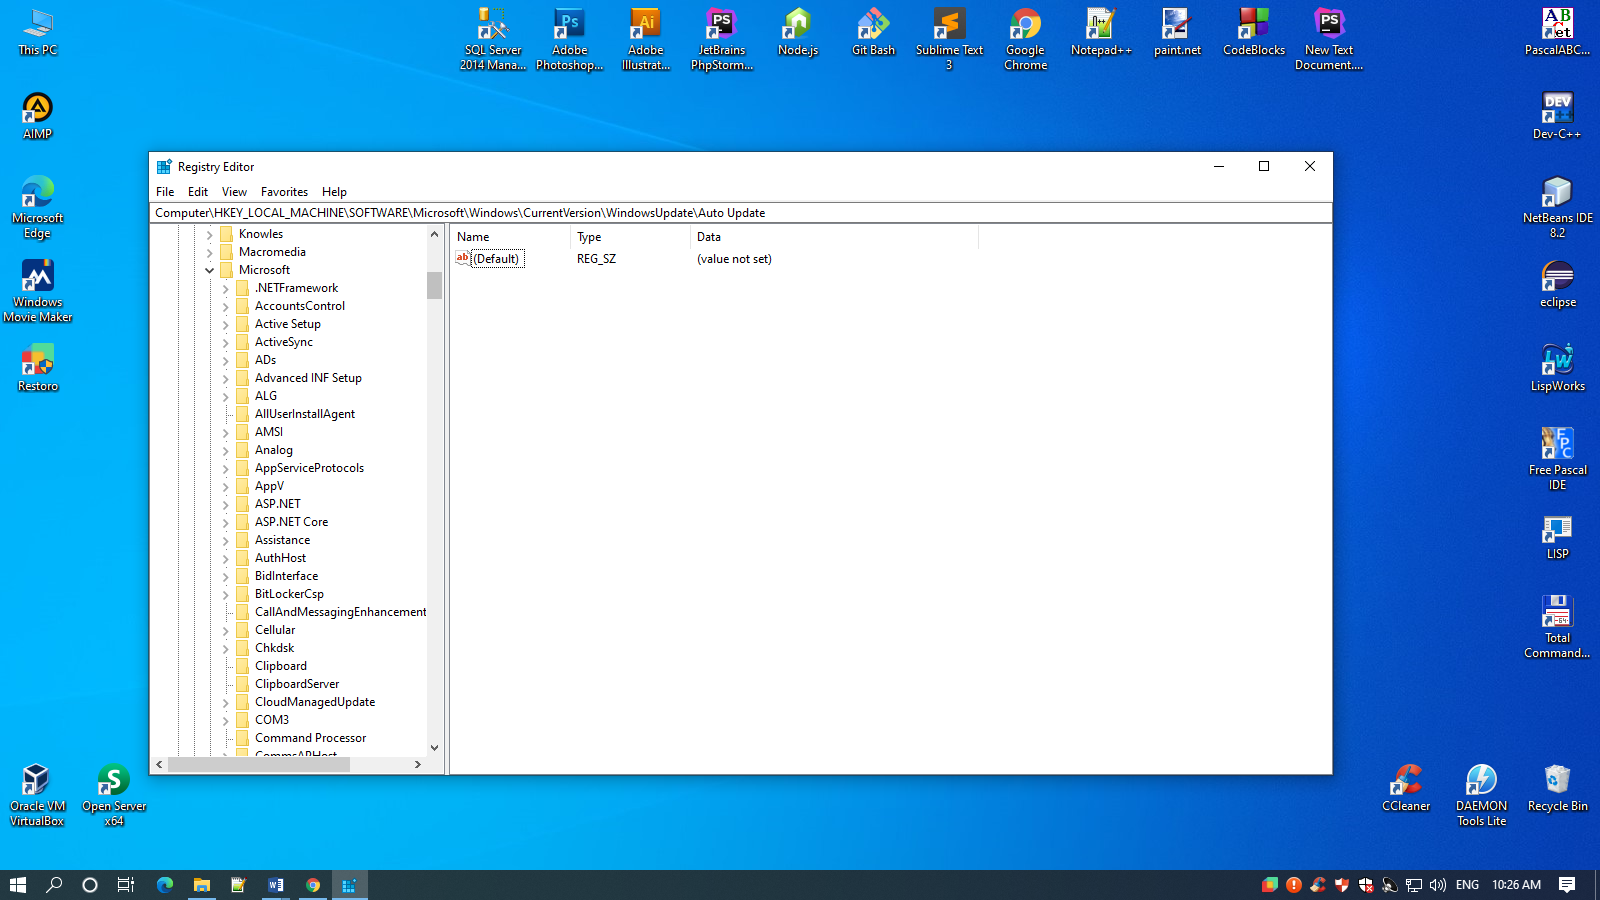 This PC
AIMP
Microsoft
Edge
Windows
Movie Maker
Restoro
Oracle VM
VirtualBox
Open Server
x64
SQL Server
2014 Mana...
Adobe
Photoshop...
Adobe
Illustrat...
JetBrains
PhpStorm...
Node.js
Git Bash
Sublime Text
3
Google
Chrome
Notepad++
paint.net
CodeBlocks
New Text
Document....
PascalABC...
Dev-C++
NetBeans IDE
8.2
eclipse
LispWorks
Free Pascal
IDE
LISP
Total
Command...
CCleaner
DAEMON
Tools Lite
Recycle Bin
Registry Editor
File Edit View Favorites Help
Computer\HKEY_LOCAL_MACHINE\SOFTWARE\Microsoft\Windows\CurrentVersion\WindowsUpdate\Auto Update
Knowles
Macromedia
Microsoft
.NETFramework
AccountsControl
Active Setup
ActiveSync
ADs
Advanced INF Setup
ALG
AllUserInstallAgent
AMSI
Analog
AppServiceProtocols
AppV
ASP.NET
ASP.NET Core
Assistance
AuthHost
BidInterface
BitLockerCsp
CallAndMessagingEnhancement
Cellular
Chkdsk
Clipboard
ClipboardServer
CloudManagedUpdate
COM3
Command Processor
CommsAPHost
Name Type Data
(Default) REG_SZ (value not set)
ENG 10:26 AM